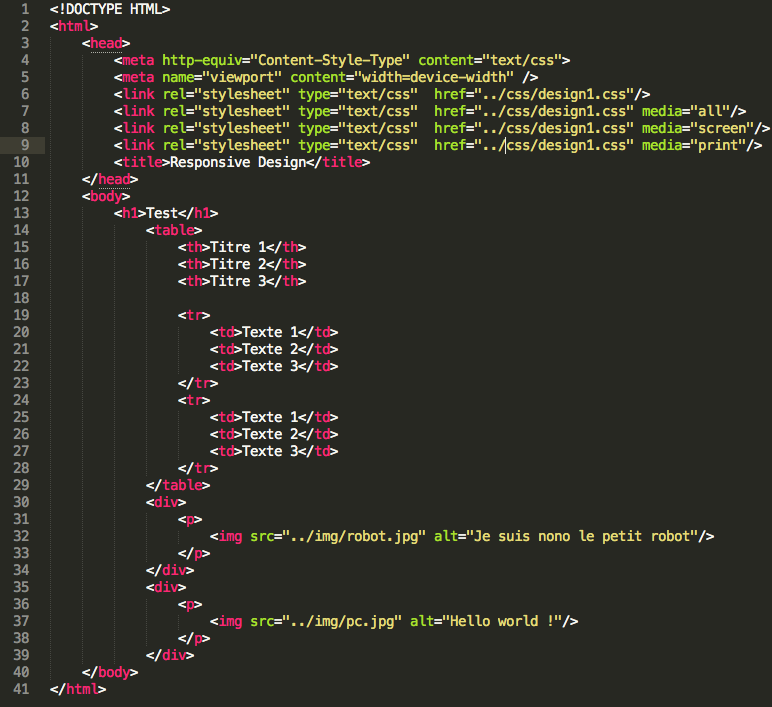 1 <!DOCTYPE HTML>
2 <html>
3 <head>
4 <meta http-equiv="Content-Style-Type" content="text/css">
5 <meta name="viewport" content="width=device-width" />
6 <link rel="stylesheet" type="text/css"  href="../css/design1.css"/>
7 <link rel="stylesheet" type="text/css"  href="../css/design1.css" media="all"/>
8 <link rel="stylesheet" type="text/css"  href="../css/design1.css" media="screen"/>
9 <link rel="stylesheet" type="text/css"  href="../css/design1.css" media="print"/>
10 <title>Responsive Design</title>
11 </head>
12 <body>
13 <h1>Test</h1>
14 <table>
15 <th>Titre 1</th>
16 <th>Titre 2</th>
17 <th>Titre 3</th>
18
19 <tr>
20 <td>Texte 1</td>
21 <td>Texte 2</td>
22 <td>Texte 3</td>
23 </tr>
24 <tr>
25 <td>Texte 1</td>
26 <td>Texte 2</td>
27 <td>Texte 3</td>
28 </tr>
29 </table>
30 <div>
31 <p>
32 <img src="../img/robot.jpg" alt="Je suis nono le petit robot"/>
33 </p>
34 </div>
35 <div>
36 <p>
37 <img src="../img/pc.jpg" alt="Hello world !"/>
38 </p>
39 </div>
40 </body>
41 </html>